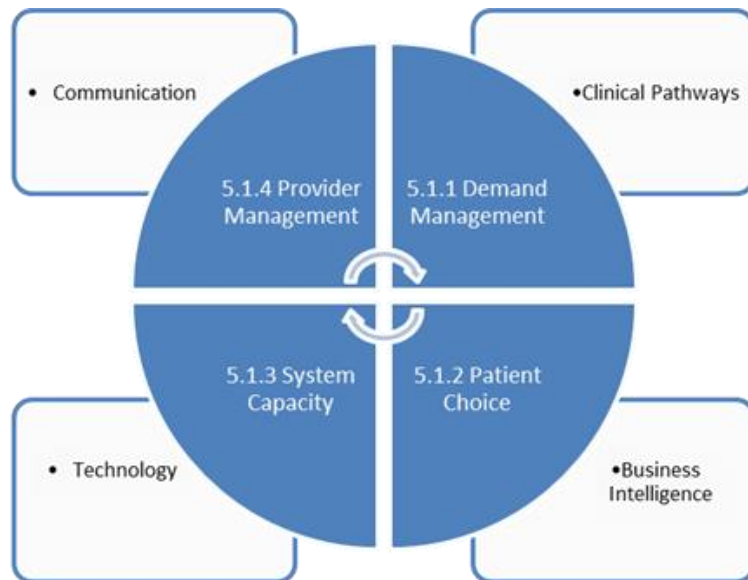 • Communication
•Clinical Pathways
5.1.4 Provider
Management
5.1.1 Demand
Management
5.1.3 System
Capacity
5.1.2 Patient
Choice
• Technology
•Business
Intelligence